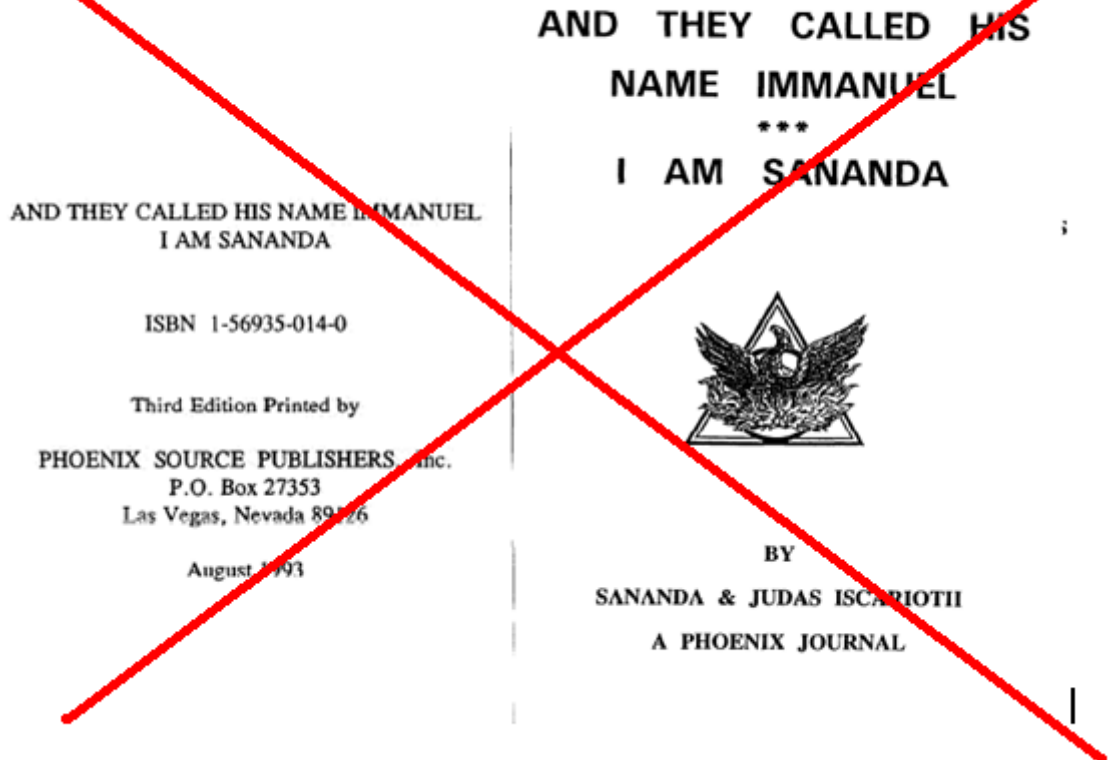 AND THEY CALLED HIS NAME IMMANUEL
I AM SANANDA
ISBN 1-56935-014-0
Third Edition Printed by
PHOENIX SOURCE PUBLISHERS, Inc.
P.O. Box 27353
Las Vegas, Nevada 89126
August 1993
AND THEY CALLED HIS
NAME IMMANUEL
***
I AM SANANDA
BY
SANANDA & JUDAS ISCARIOTH
A PHOENIX JOURNAL